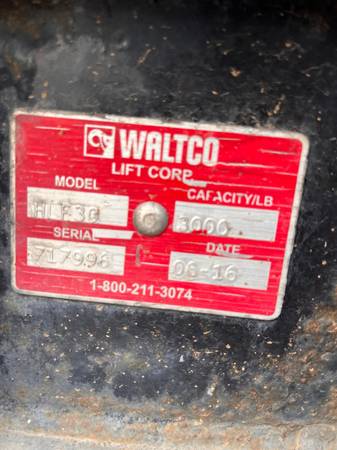 WALTCO
LIFT CORP
MODEL CAPACITY/LB
3000
SERIAL DATE
717996 06-16
1-800-211-3074